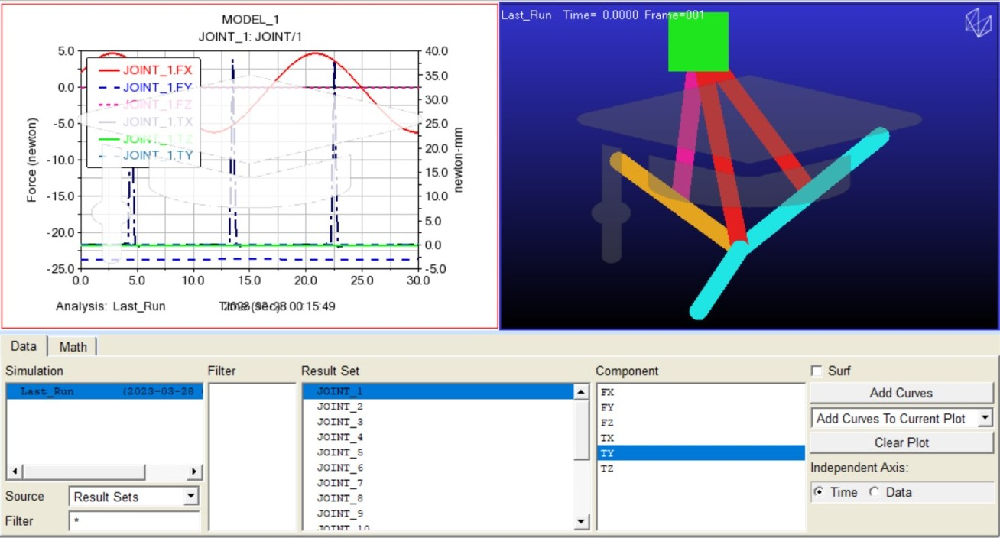 MODEL_1
JOINT_1: JOINT/1
5.0
0.0
-5.0
-10.0
-15.0
-20.0
-25.0
Force (newton)
JOINT_1.FX
JOINT_1.FY
JOINT_1.FZ
JOINT_1.TX
JOINT_1.TZ
JOINT_1.TY
40.0
35.0
30.0
25.0
20.0
15.0
10.0
5.0
0.0
-5.0
newton-mm
0.0 5.0 10.0 15.0 20.0 25.0 30.0
Analysis: Last_Run Time (sec) 00:15:49
Last_Run Time= 0.0000 Frame=001
Data Math
Simulation
Last_Run (2023-03-28
Source Result Sets
Filter *
Filter
Result Set
JOINT_1
JOINT_2
JOINT_3
JOINT_4
JOINT_5
JOINT_6
JOINT_7
JOINT_8
JOINT_9
JOINT_10
Component
FX
FY
FZ
TX
TY
TZ
Surf
Add Curves
Add Curves To Current Plot
Clear Plot
Independent Axis:
Time Data